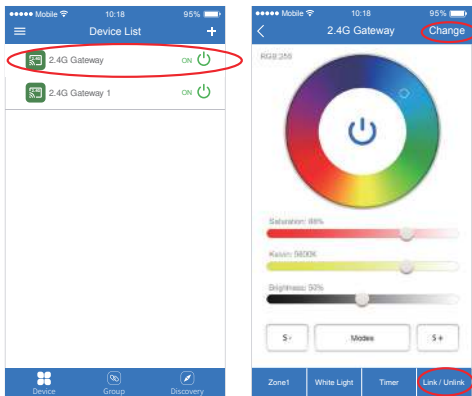 Mobile 10:18 95%
Device List
2.4G Gateway ON
2.4G Gateway 1 ON
Device Group Discovery
Mobile 10:18 95%
2.4G Gateway Change
RGB:255
Saturation: 88%
Kelvin: 5800K
Brightness: 50%
S- Modes S+
Zone1 White Light Timer Link / Unlink